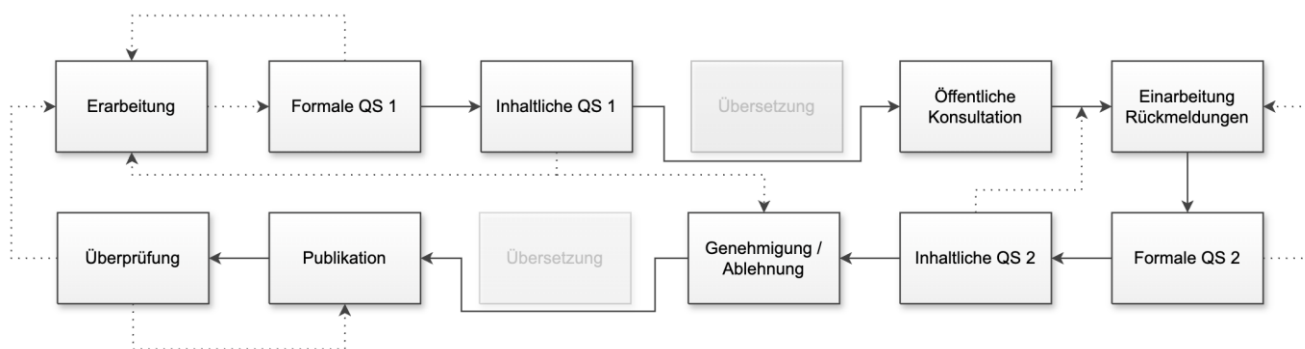 Erarbeitung
Formale QS 1
Inhaltliche QS 1
Übersetzung
Öffentliche
Konsultation
Einarbeitung
Rückmeldungen
Überprüfung
Publikation
Übersetzung
Genehmigung /
Ablehnung
Inhaltliche QS 2
Formale QS 2